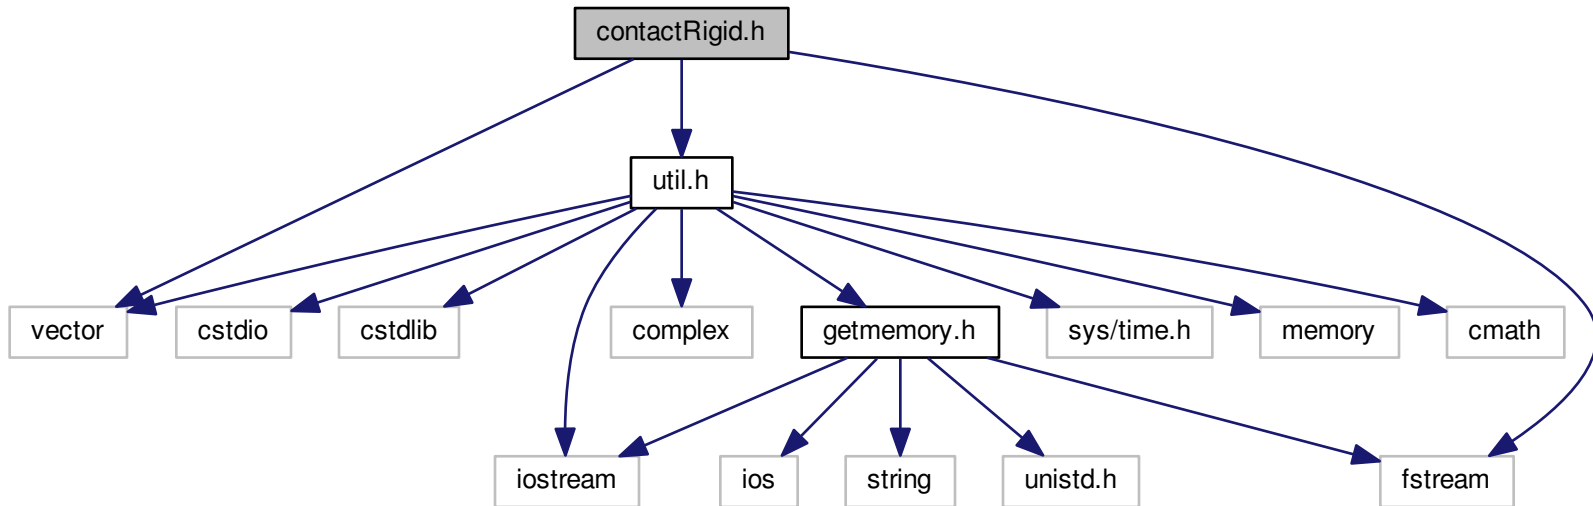 contactRigid.h
util.h
vector
cstdio
cstdlib
complex
getmemory.h
sys/time.h
memory
cmath
iostream
ios
string
unistd.h
fstream